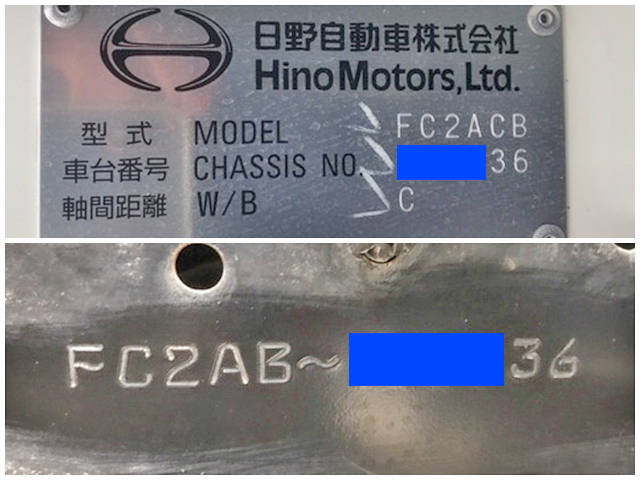 日野自動車株式会社
Hino Motors, Ltd.
型式 MODEL FC2ACB
車台番号 CHASSIS NO. 36
軸間距離 W/B C
FC2AB~ 36